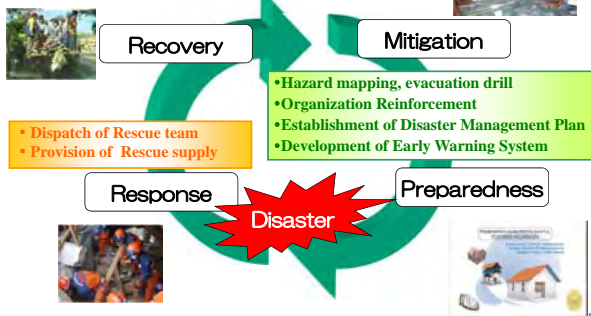 Recovery
Mitigation
•Hazard mapping, evacuation drill
•Organization Reinforcement
•Establishment of Disaster Management Plan
•Development of Early Warning System
▪ Dispatch of Rescue team
▪ Provision of Rescue supply
Response
Preparedness
Disaster